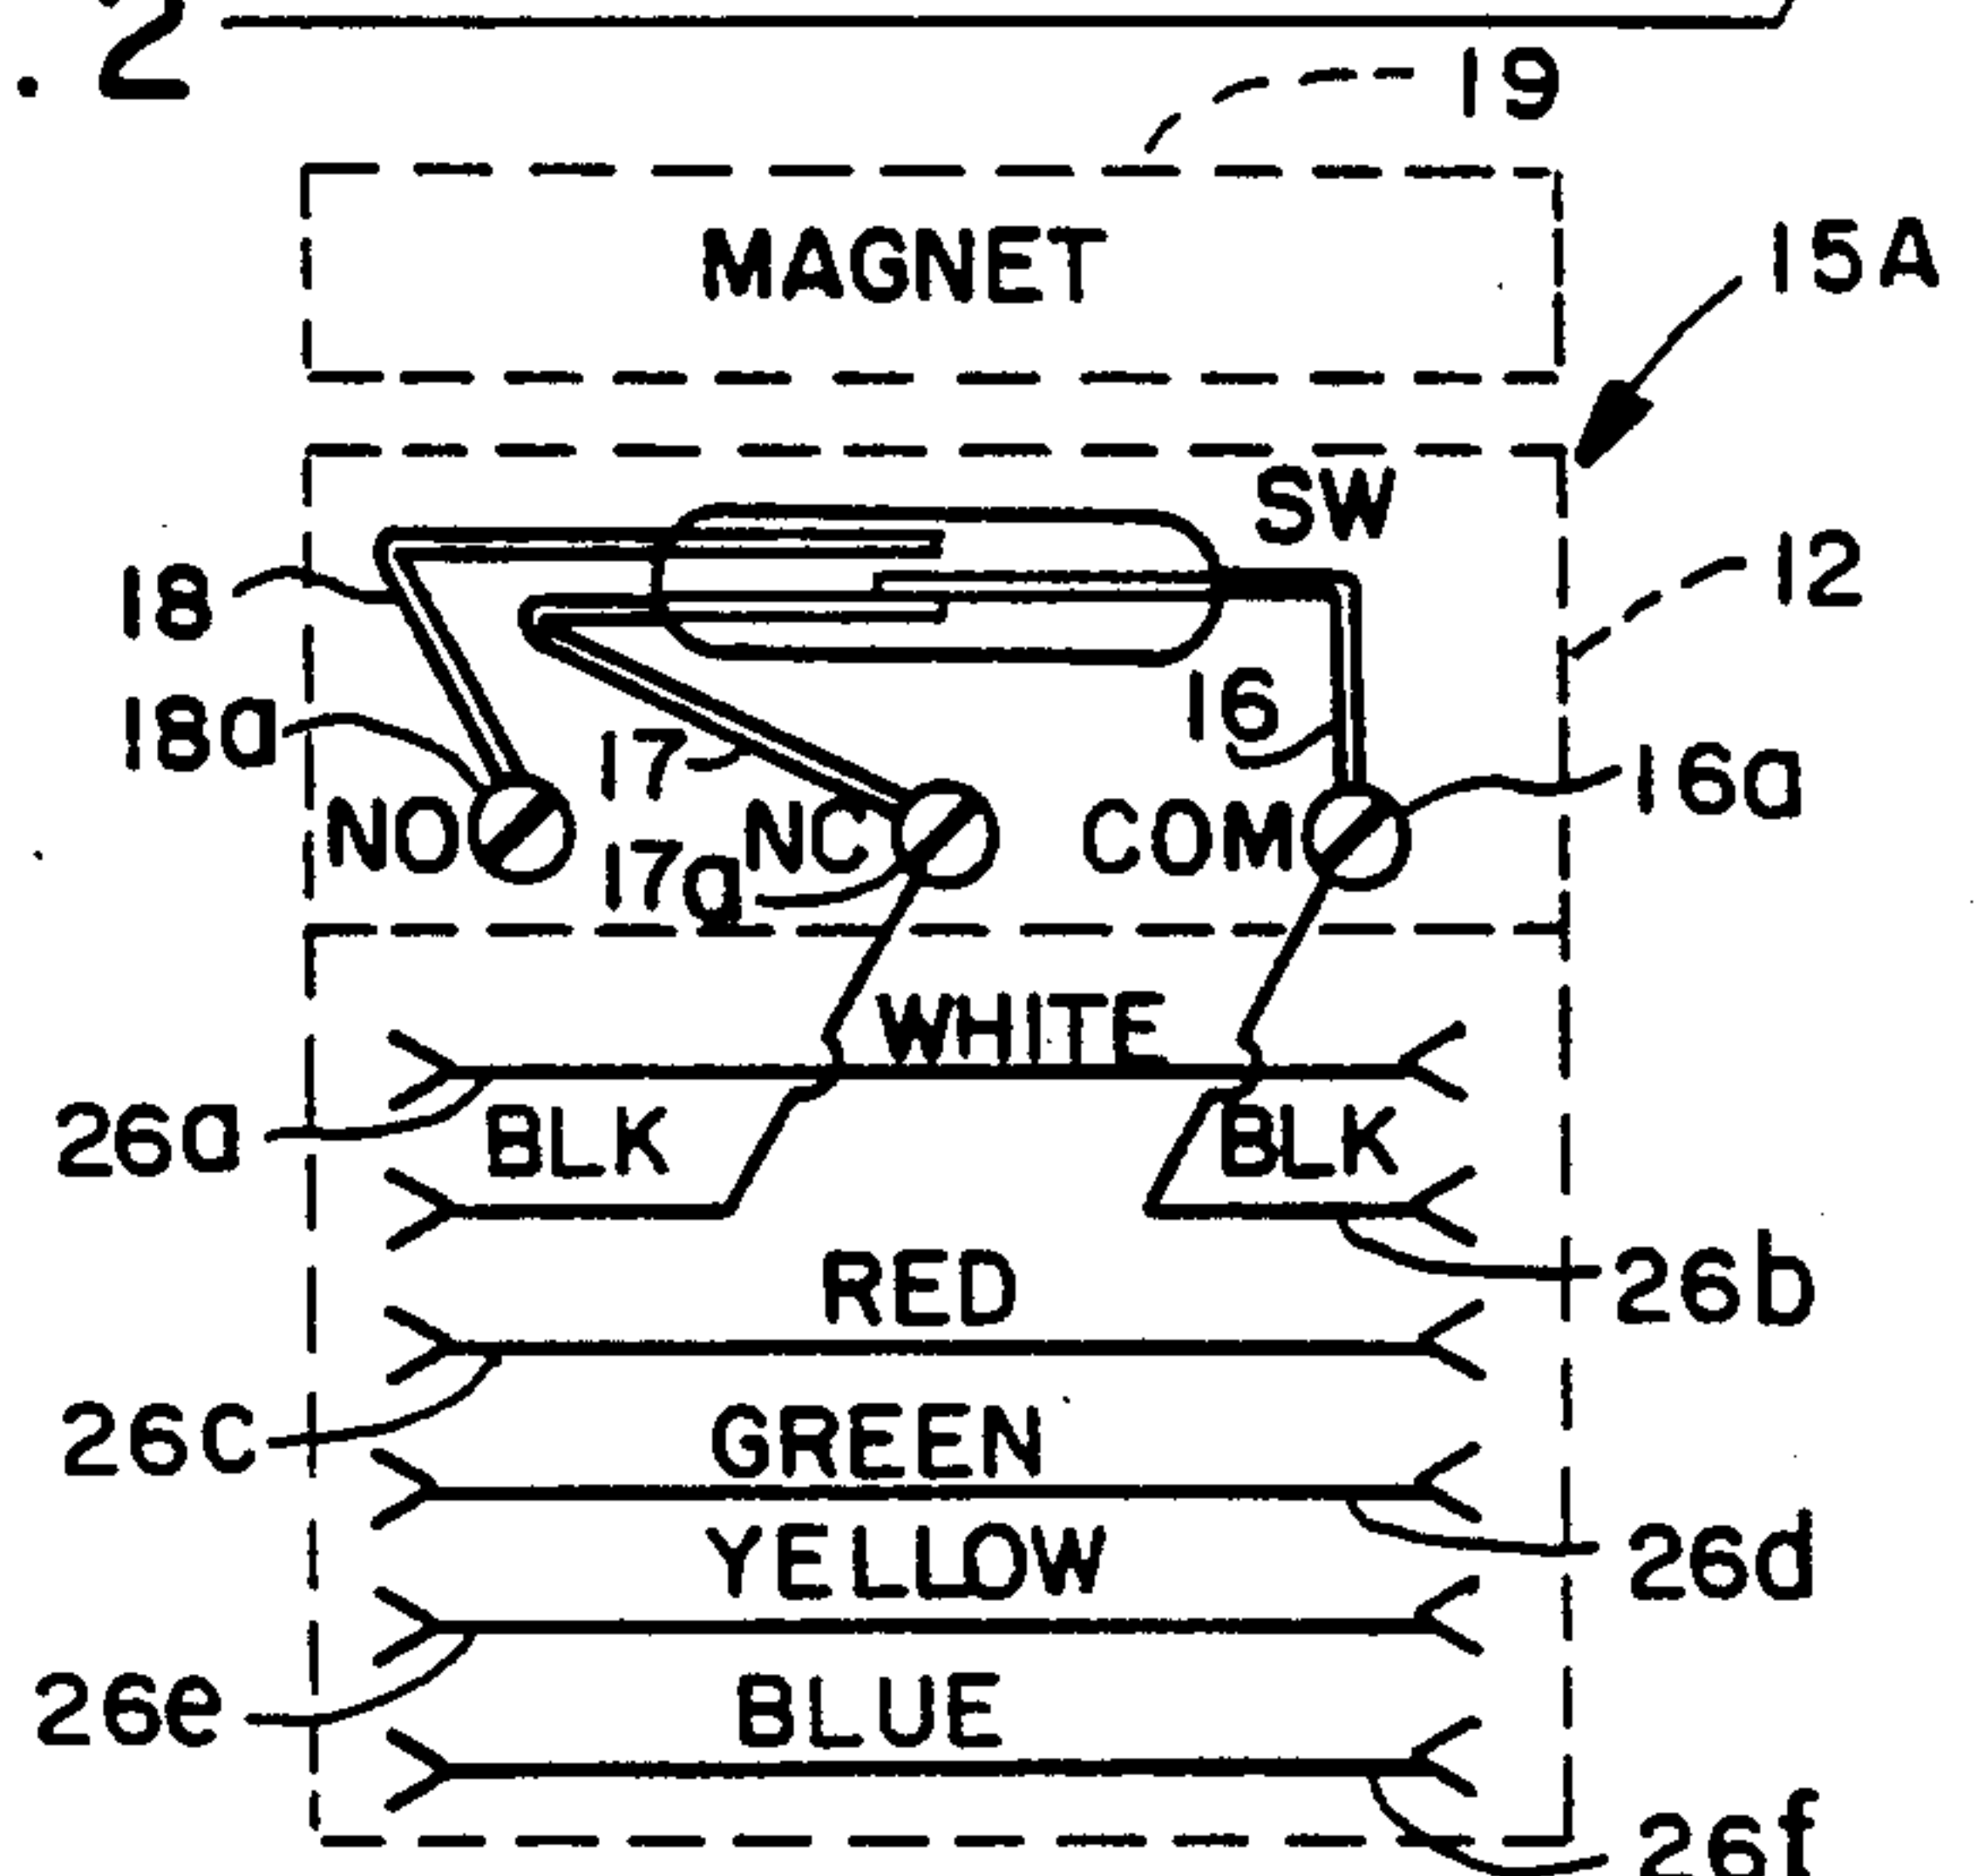 .2
19
MAGNET
15A
SW
18
12
18a
17
16
16a
NO
17a
NC
COM
WHITE
26a
BLK
BLK
RED
26b
26c
GREEN
YELLOW
26d
26e
BLUE
26f